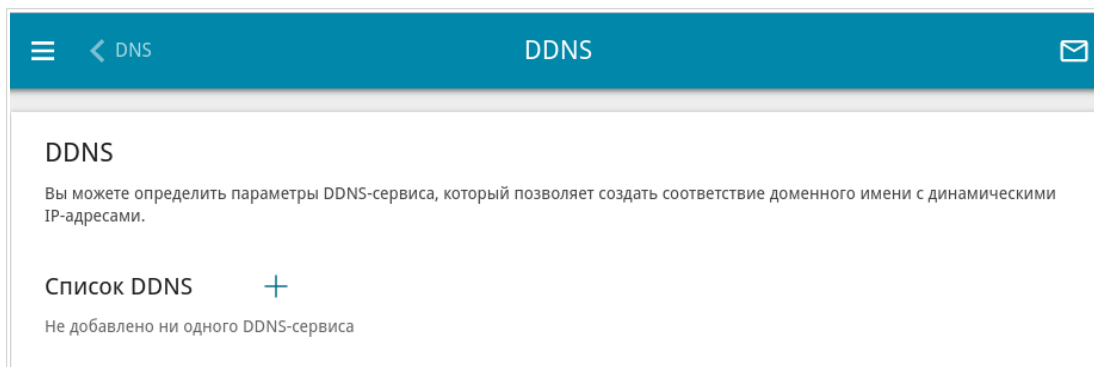 DNS
DDNS
DDNS
Вы можете определить параметры DDNS-сервиса, который позволяет создать соответствие доменного имени с динамическими
IP-адресами.
Список DDNS
Не добавлено ни одного DDNS-сервиса